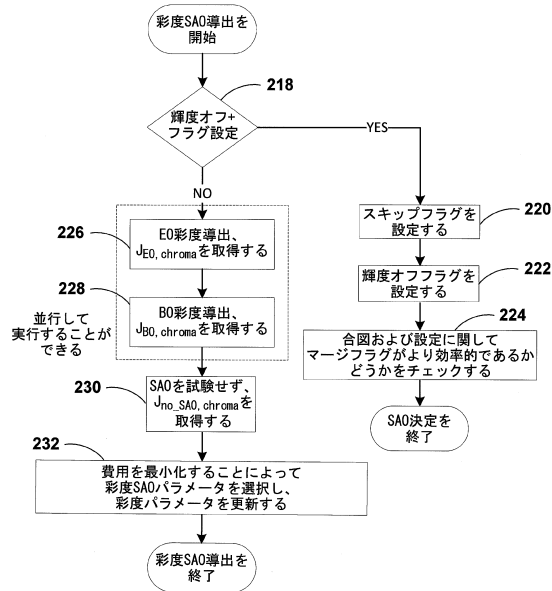 彩度SAO導出を
開始
218
輝度オフ+
フラグ設定
YES
NO
スキップフラグを
設定する
220
226
EO彩度導出、
JEO, chromaを取得する
輝度オフフラグを
設定する
222
228
BO彩度導出、
JBO, chromaを取得する
並行して
実行することが
できる
224
合図および設定に関して
マージフラグがより効率的であるか
どうかをチェックする
230
SAOを試験せず、
Jno_SAO, chromaを
取得する
SAO決定を
終了
232
費用を最小化することによって
彩度SAOパラメータを選択し、
彩度パラメータを更新する
彩度SAO導出を
終了